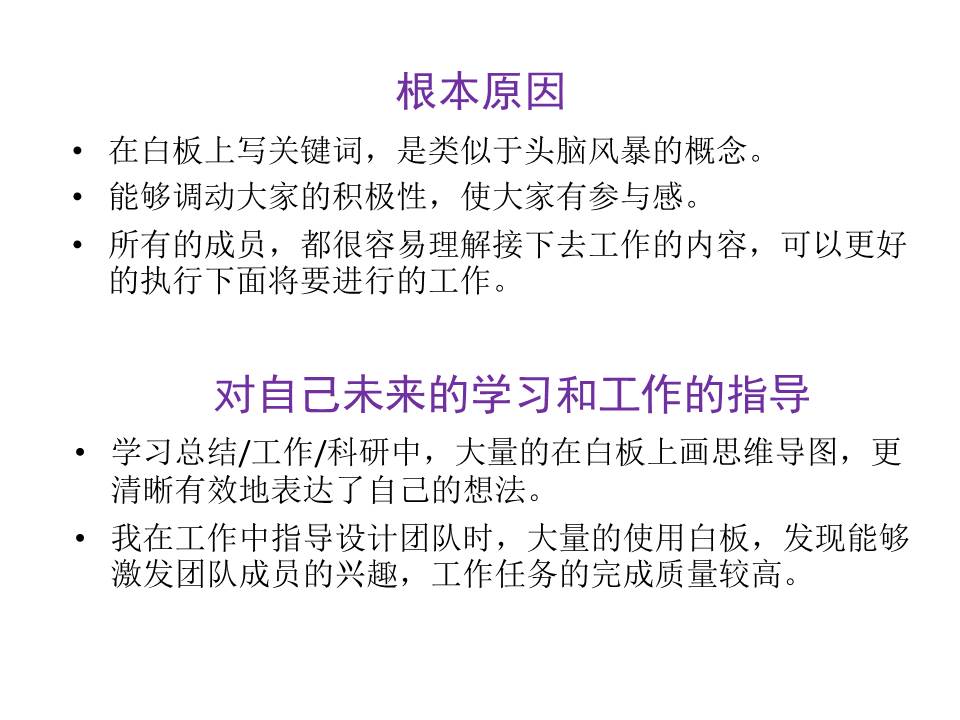 根本原因
• 在白板上写关键词，是类似于头脑风暴的概念。
• 能够调动大家的积极性，使大家有参与感。
• 所有的成员，都很容易理解接下去工作的内容，可以更好
的执行下面将要进行的工作。
对自己未来的学习和工作的指导
• 学习总结/工作/科研中，大量的在白板上画思维导图，更
清晰有效地表达了自己的想法。
• 我在工作中指导设计团队时，大量的使用白板，发现能够
激发团队成员的兴趣，工作任务的完成质量较高。